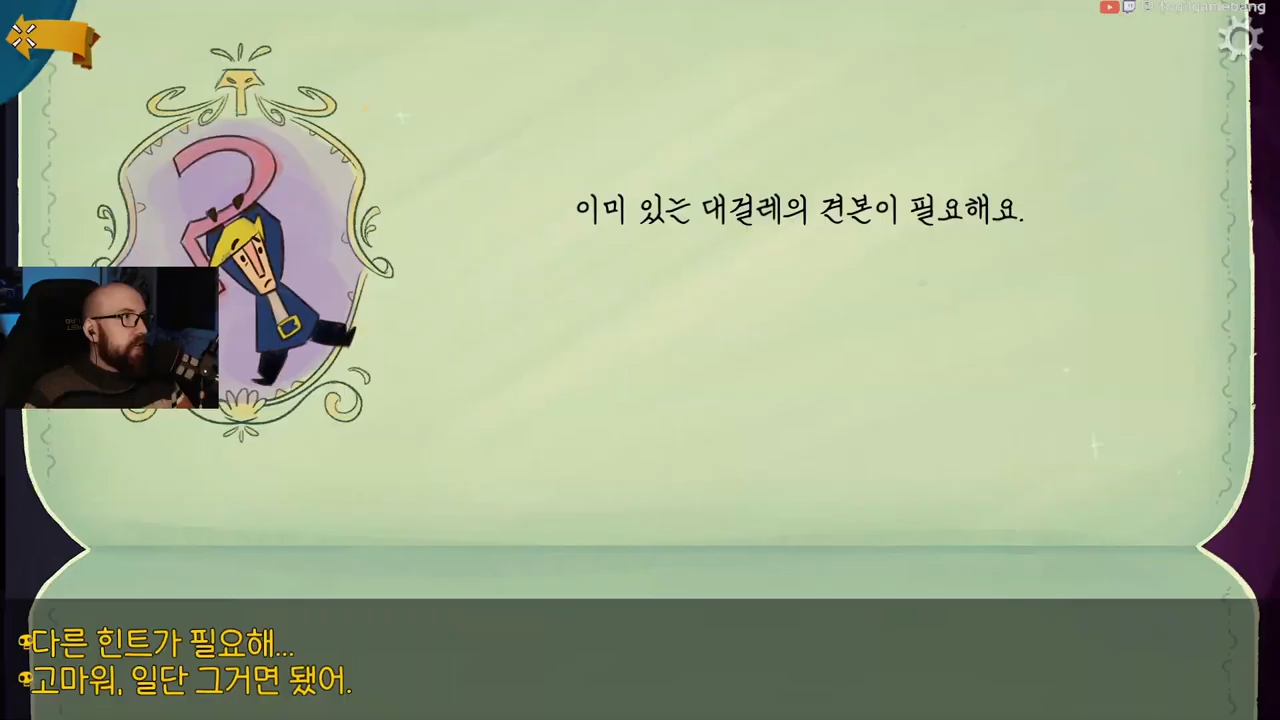 이미 있는 대걸레의 견본이 필요해요.
다른 힌트가 필요해...
고마워, 일단 그거면 됐어.